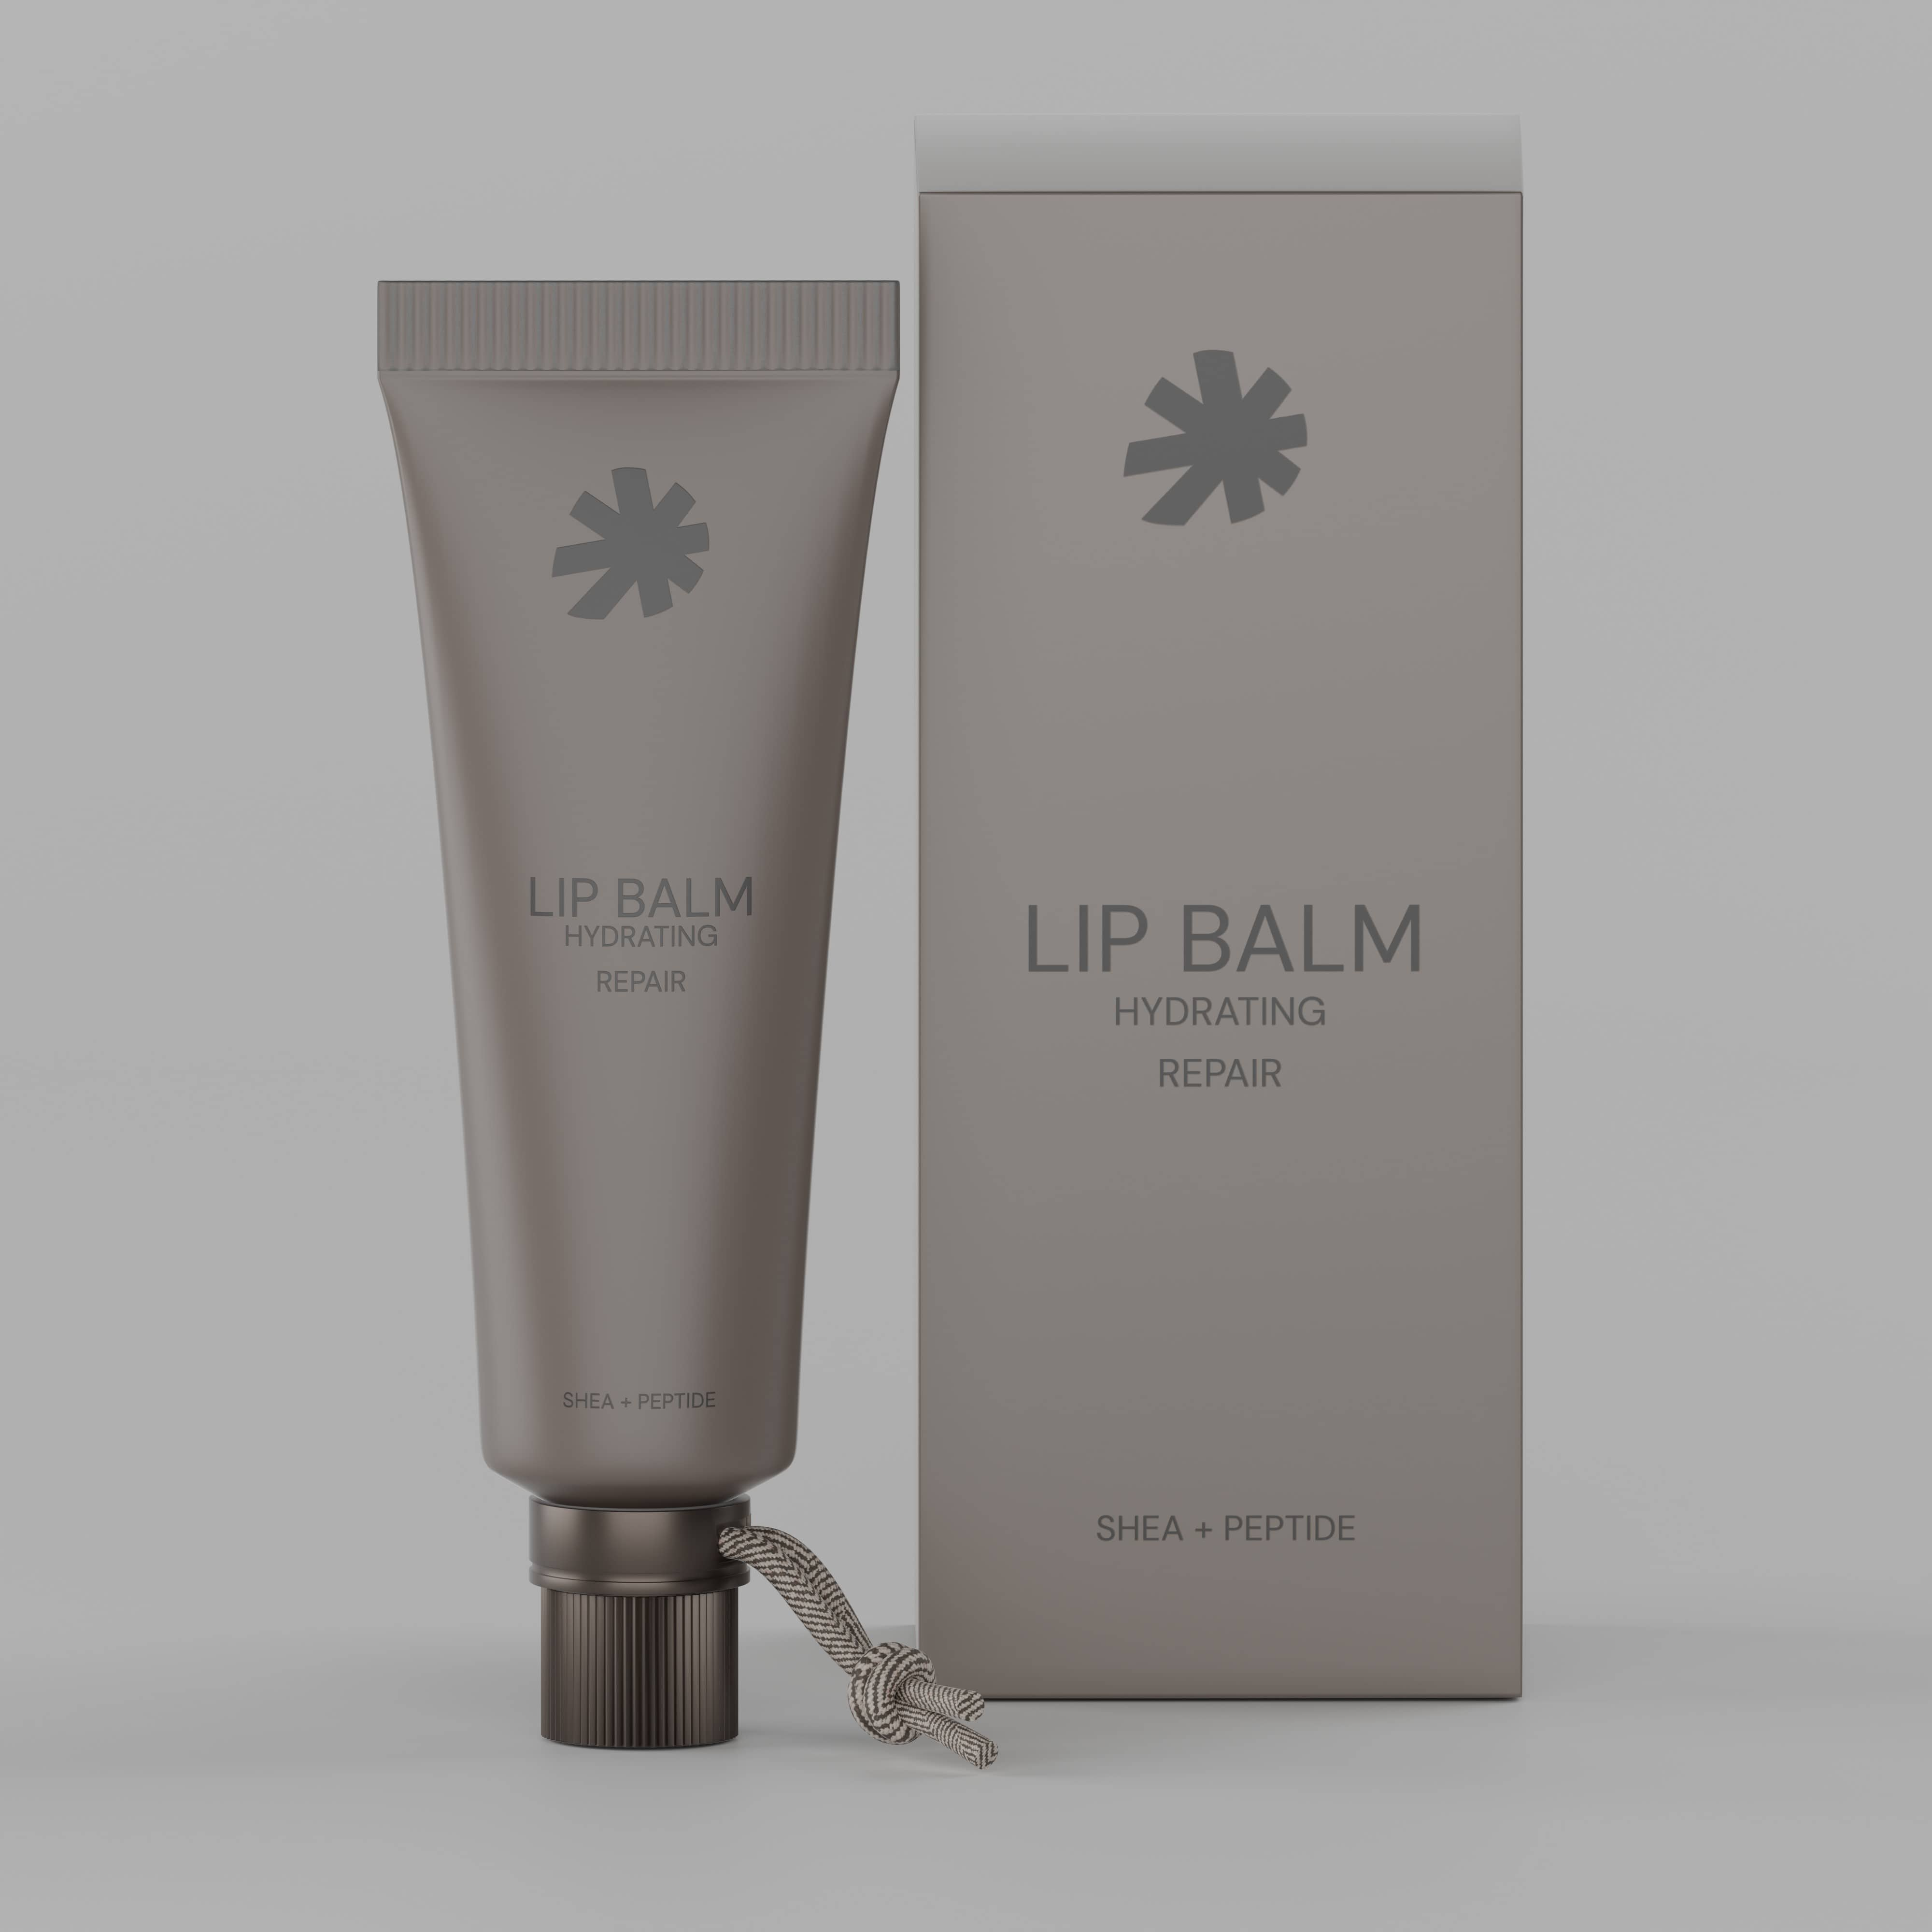 LIP BALM
HYDRATING
REPAIR
SHEA + PEPTIDE
LIP BALM
HYDRATING
REPAIR
SHEA + PEPTIDE